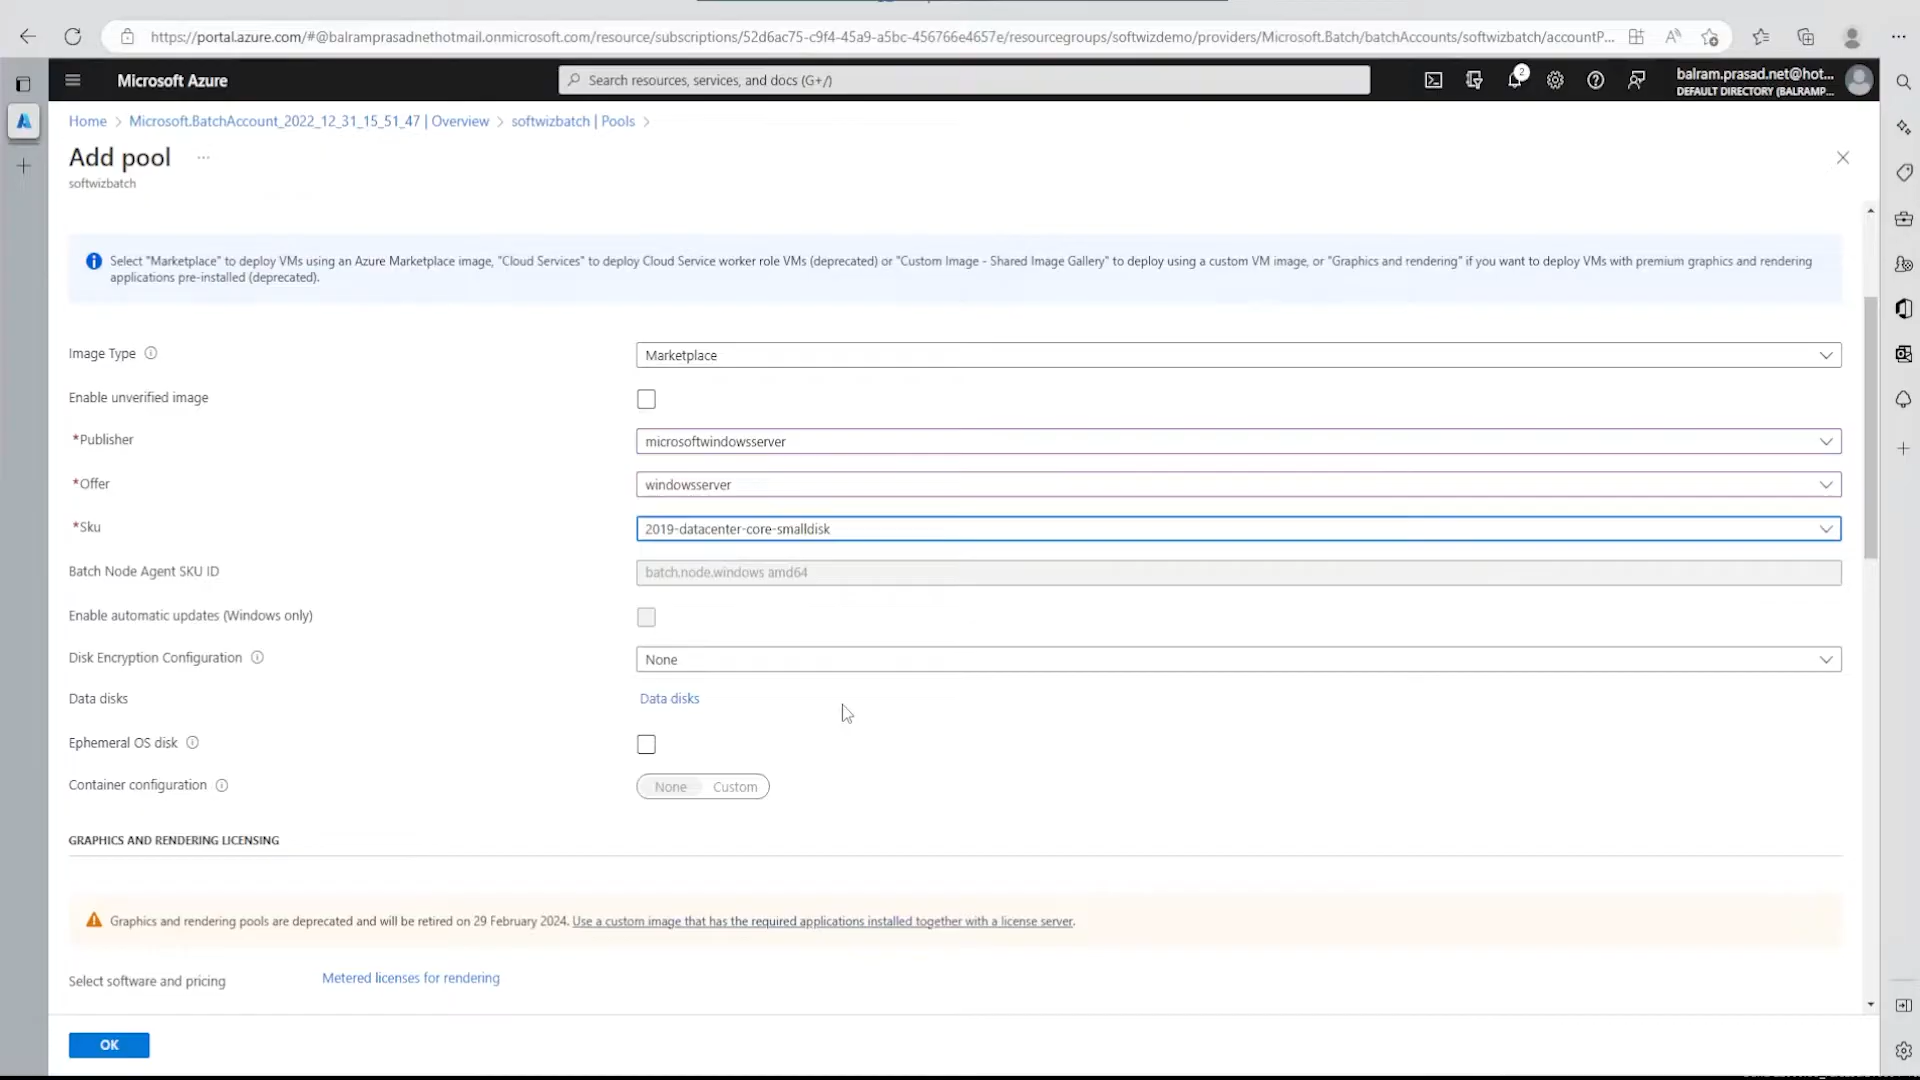 https://portal.azure.com/#@balramprasadnethotmail.onmicrosoft.com/resource/subscriptions/52d6ac75-c9f4-45a9-a5bc-456766e4657e/resourcegroups/softwizdemo/providers/Microsoft.Batch/batchAccounts/softwizbatch/accountP...
Microsoft Azure
Search resources, services, and docs (G+/)
2
balram.prasad.net@hot...
DEFAULT DIRECTORY (BALRAMP...
Home > Microsoft.BatchAccount_2022_12_31_15_51_47 | Overview > softwizbatch | Pools >
Add pool ...
softwizbatch
Select "Marketplace" to deploy VMs using an Azure Marketplace image, "Cloud Services" to deploy Cloud Service worker role VMs (deprecated) or "Custom Image - Shared Image Gallery" to deploy using a custom VM image, or "Graphics and rendering" if you want to deploy VMs with premium graphics and rendering
applications pre-installed (deprecated).
Image Type
Marketplace
Enable unverified image
*Publisher
microsoftwindowsserver
*Offer
windowsserver
*Sku
2019-datacenter-core-smalldisk
Batch Node Agent SKU ID
batch.node.windows amd64
Enable automatic updates (Windows only)
Disk Encryption Configuration
None
Data disks
Data disks
Ephemeral OS disk
Container configuration
None Custom
GRAPHICS AND RENDERING LICENSING
Graphics and rendering pools are deprecated and will be retired on 29 February 2024. Use a custom image that has the required applications installed together with a license server.
Select software and pricing
Metered licenses for rendering
OK